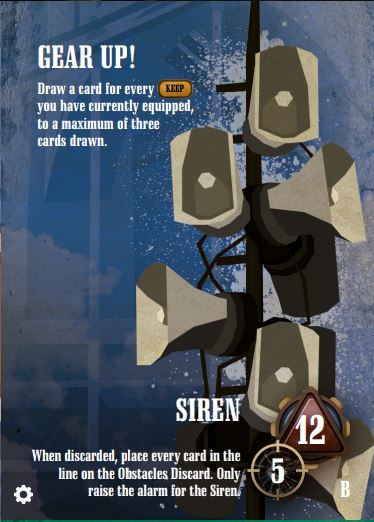 GEAR UP!
Draw a card for every KEEP
you have currently equipped,
to a maximum of three
cards drawn.
SIREN
12
When discarded, place every card in the
line on the Obstacles Discard. Only
raise the alarm for the Siren.
5
B